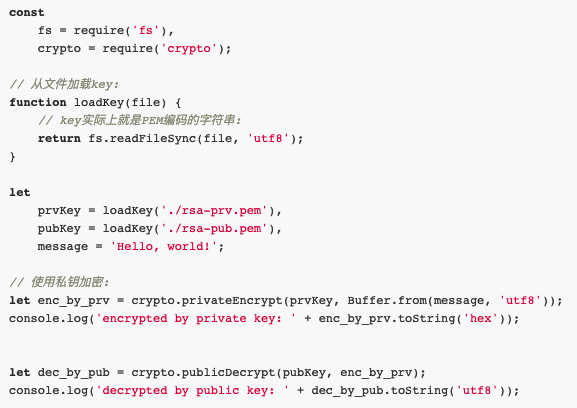 const
    fs = require('fs'),
    crypto = require('crypto');

// 从文件加载key:
function loadKey(file) {
    // key实际上就是PEM编码的字符串:
    return fs.readFileSync(file, 'utf8');
}

let
    prvKey = loadKey('./rsa-prv.pem'),
    pubKey = loadKey('./rsa-pub.pem'),
    message = 'Hello, world!';

// 使用私钥加密:
let enc_by_prv = crypto.privateEncrypt(prvKey, Buffer.from(message, 'utf8'));
console.log('encrypted by private key: ' + enc_by_prv.toString('hex'));


let dec_by_pub = crypto.publicDecrypt(pubKey, enc_by_prv);
console.log('decrypted by public key: ' + dec_by_pub.toString('utf8'));